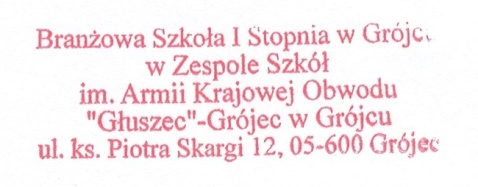 Branżowa Szkoła I Stopnia w Grójcu
w Zespole Szkół
im. Armii Krajowej Obwodu
"Głuszec"-Grójec w Grójcu
ul. ks. Piotra Skargi 12, 05-600 Grójec